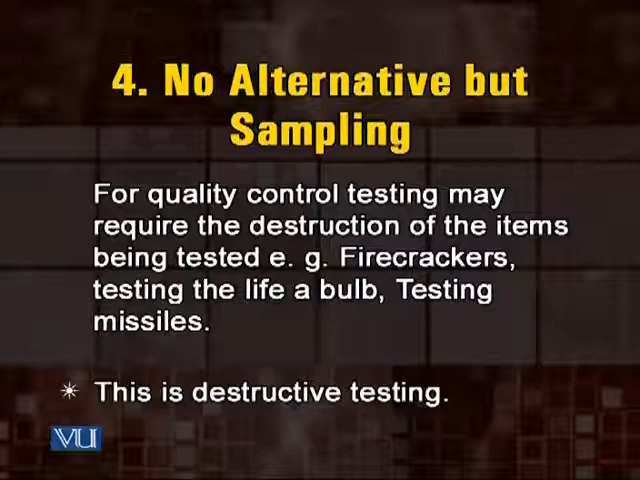 4. No Alternative but
Sampling
For quality control testing may
require the destruction of the items
being tested e. g. Firecrackers,
testing the life a bulb, Testing
missiles.
This is destructive testing.
VU